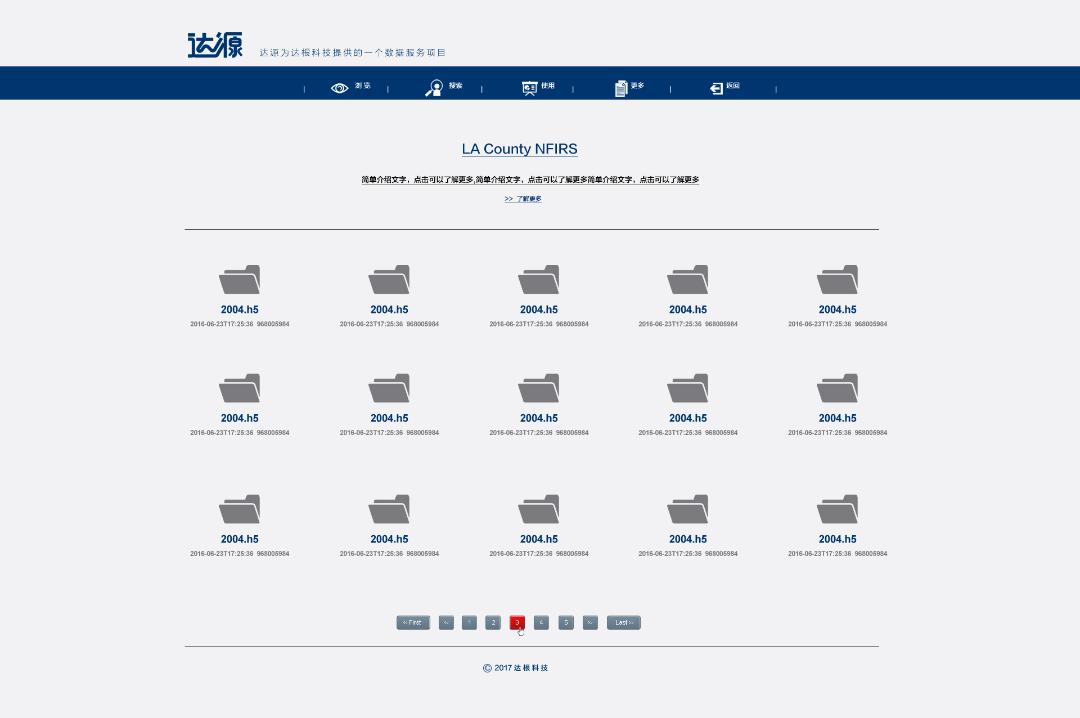 达源 达源为达根科技提供的一个数据服务项目
浏览 搜索 使用 更多 返回
LA County NFIRS
简单介绍文字，点击可以了解更多,简单介绍文字，点击可以了解更多简单介绍文字，点击可以了解更多
>> 了解更多
2004.h5 2004.h5 2004.h5 2004.h5 2004.h5
2016-06-23T17:25:36 968005984 2016-06-23T17:25:36 968005984 2016-06-23T17:25:36 968005984 2016-06-23T17:25:36 968005984 2016-06-23T17:25:36 968005984
2004.h5 2004.h5 2004.h5 2004.h5 2004.h5
2016-06-23T17:25:36 968005984 2016-06-23T17:25:36 968005984 2016-06-23T17:25:36 968005984 2016-06-23T17:25:36 968005984 2016-06-23T17:25:36 968005984
2004.h5 2004.h5 2004.h5 2004.h5 2004.h5
2016-06-23T17:25:36 968005984 2016-06-23T17:25:36 968005984 2016-06-23T17:25:36 968005984 2016-06-23T17:25:36 968005984 2016-06-23T17:25:36 968005984
<< First << 1 2 3 4 5 >> Last >>
© 2017 达根科技